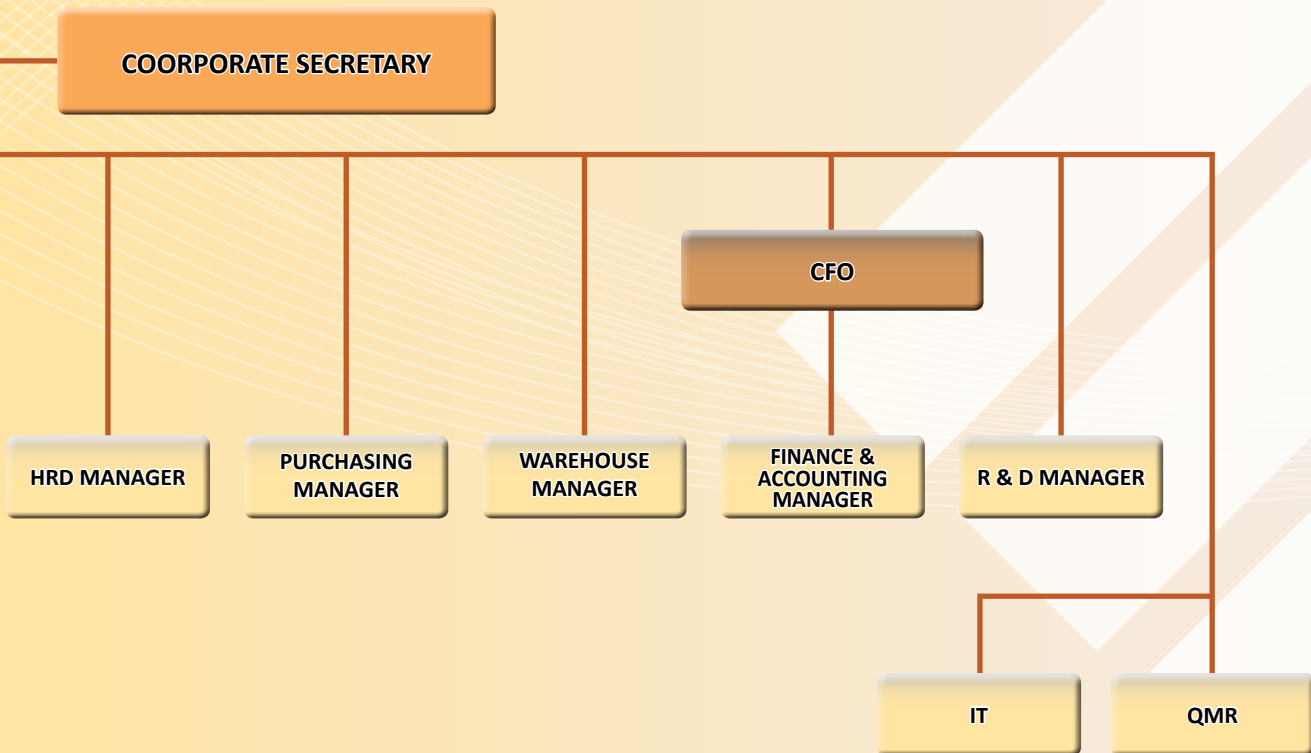 COORPORATE SECRETARY
CFO
HRD MANAGER
PURCHASING
MANAGER
WAREHOUSE
MANAGER
FINANCE &
ACCOUNTING
MANAGER
R & D MANAGER
IT
QMR